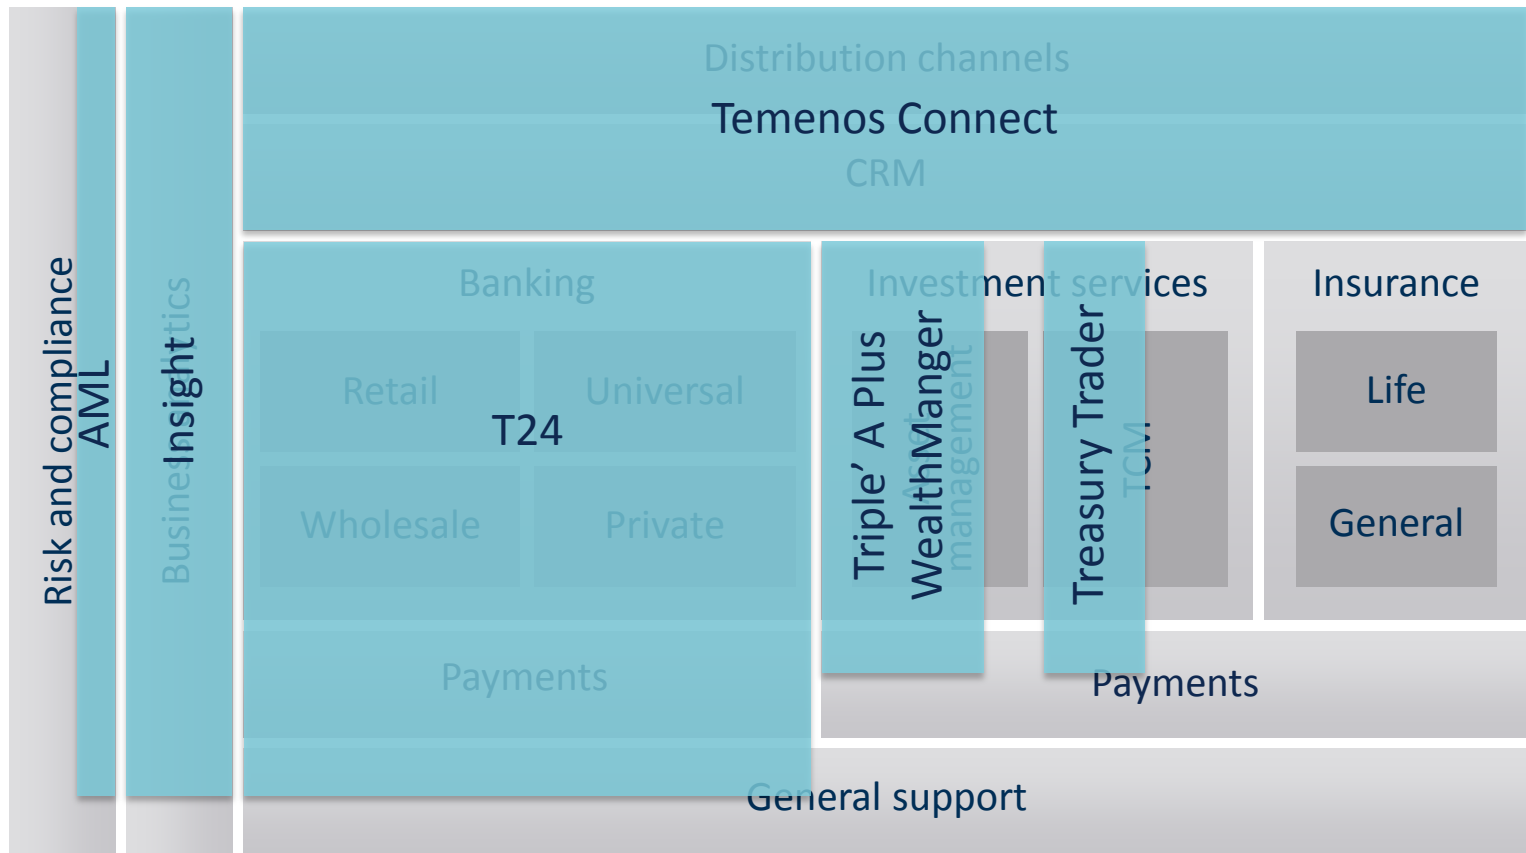 Distribution channels
Temenos Connect
CRM
Risk and compliance
AML
Business analytics
Insight
Banking
Retail
Universal
T24
Wholesale
Private
Payments
Investment services
Triple’ A Plus
WealthManger
Asset
management
Treasury Trader
TCM
Insurance
Life
General
Payments
General support